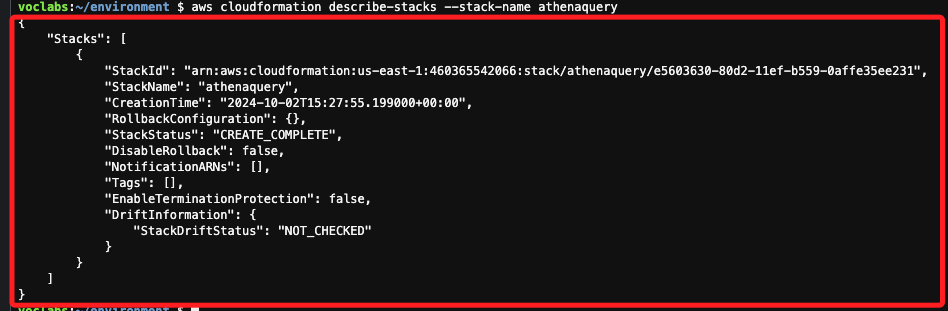 voclabs:~/environment $ aws cloudformation describe-stacks --stack-name athenaquery
{
    "Stacks": [
        {
            "StackId": "arn:aws:cloudformation:us-east-1:460365542066:stack/athenaquery/e5603630-80d2-11ef-b559-0affe35ee231",
            "StackName": "athenaquery",
            "CreationTime": "2024-10-02T15:27:55.199000+00:00",
            "RollbackConfiguration": {},
            "StackStatus": "CREATE_COMPLETE",
            "DisableRollback": false,
            "NotificationARNs": [],
            "Tags": [],
            "EnableTerminationProtection": false,
            "DriftInformation": {
                "StackDriftStatus": "NOT_CHECKED"
            }
        }
    ]
}
voclabs:~/environment $